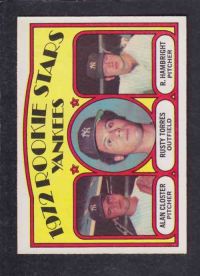 1972 ROOKIE STARS
YANKEES
R. HAMBRIGHT
PITCHER
RUSTY TORRES
OUTFIELD
ALAN CLOSTER
PITCHER